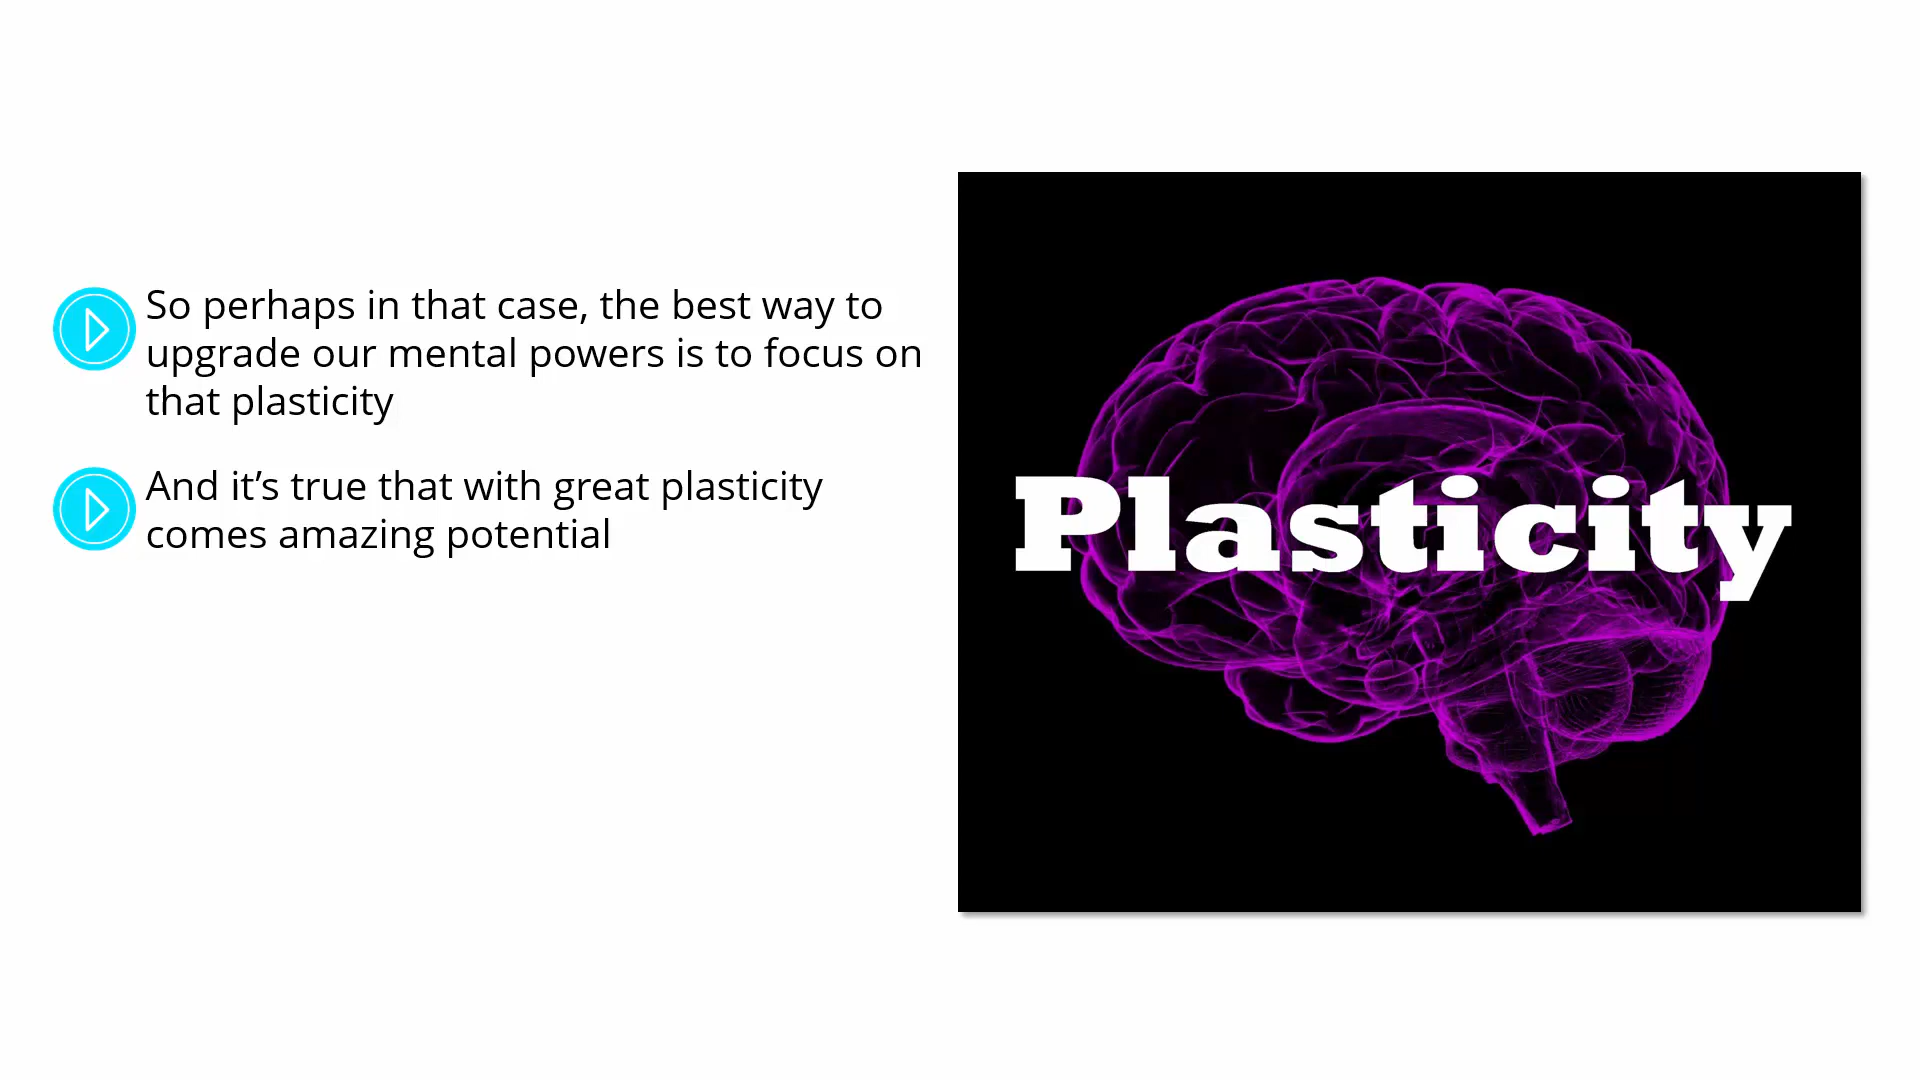 So perhaps in that case, the best way to
upgrade our mental powers is to focus on
that plasticity
And it’s true that with great plasticity
comes amazing potential
Plasticity